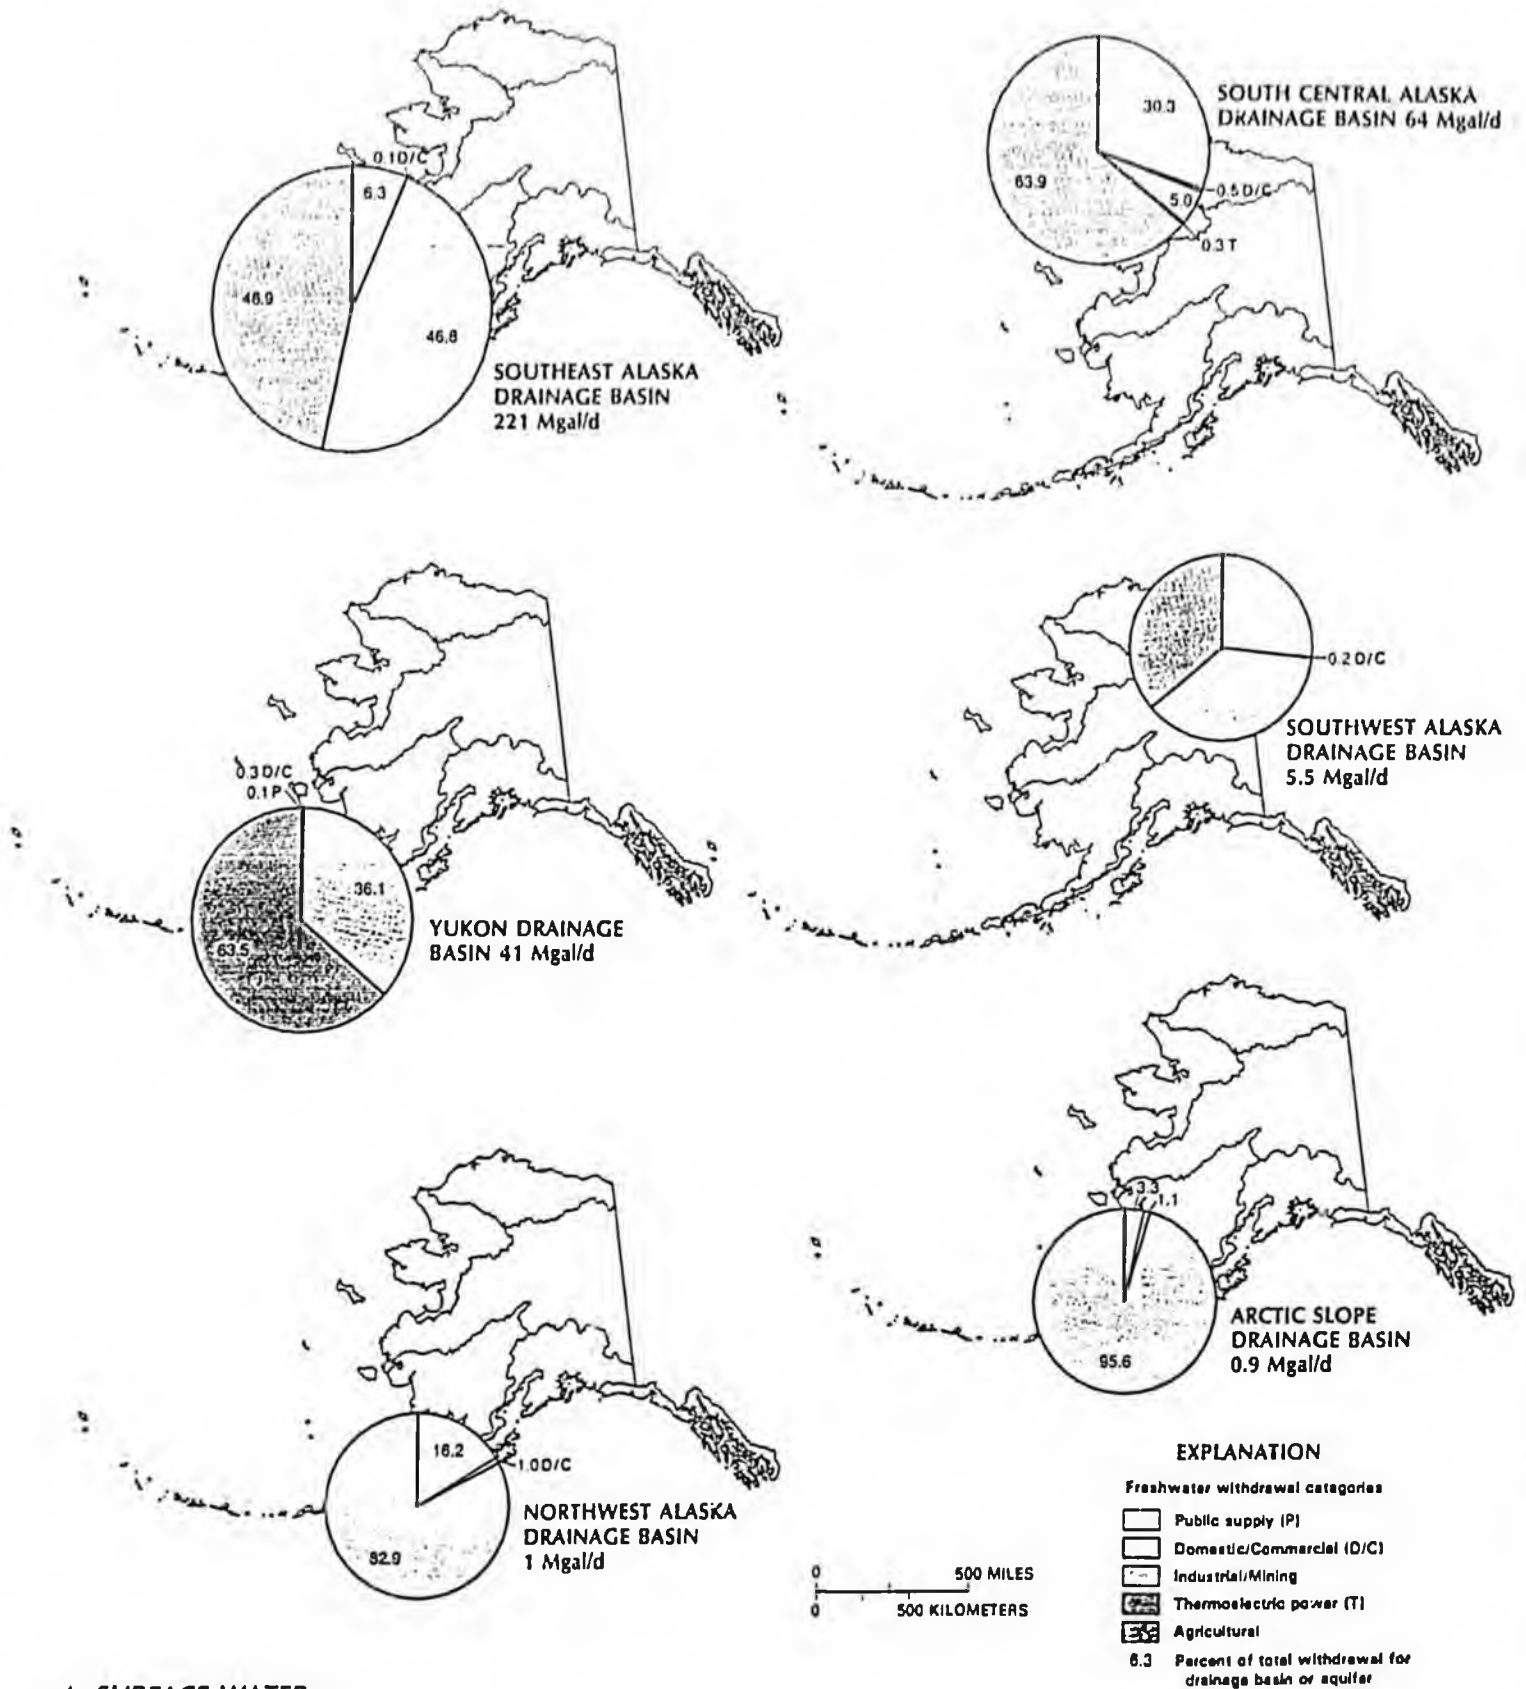 0.1 D/C
6.3
46.9
46.8
SOUTHEAST ALASKA
DRAINAGE BASIN
221 Mgal/d
30.3
SOUTH CENTRAL ALASKA
DRAINAGE BASIN 64 Mgal/d
0.5 D/C
5.0
63.9
0.3 T
0.3 D/C
0.1 P
36.1
63.5
YUKON DRAINAGE
BASIN 41 Mgal/d
0.2 D/C
SOUTHWEST ALASKA
DRAINAGE BASIN
5.5 Mgal/d
16.2
1.0 D/C
NORTHWEST ALASKA
DRAINAGE BASIN
1 Mgal/d
82.9
3.3
1.1
ARCTIC SLOPE
DRAINAGE BASIN
0.9 Mgal/d
95.6
EXPLANATION
Freshwater withdrawal catagories
Public supply (P)
Domestic/Commercial (D/C)
Industrial/Mining
Thermoelectric power (T)
Agricultural
6.3 Percent of total withdrawal for
drainage basin or aquifer
0 500 MILES
0 500 KILOMETERS
SURFACE WATER